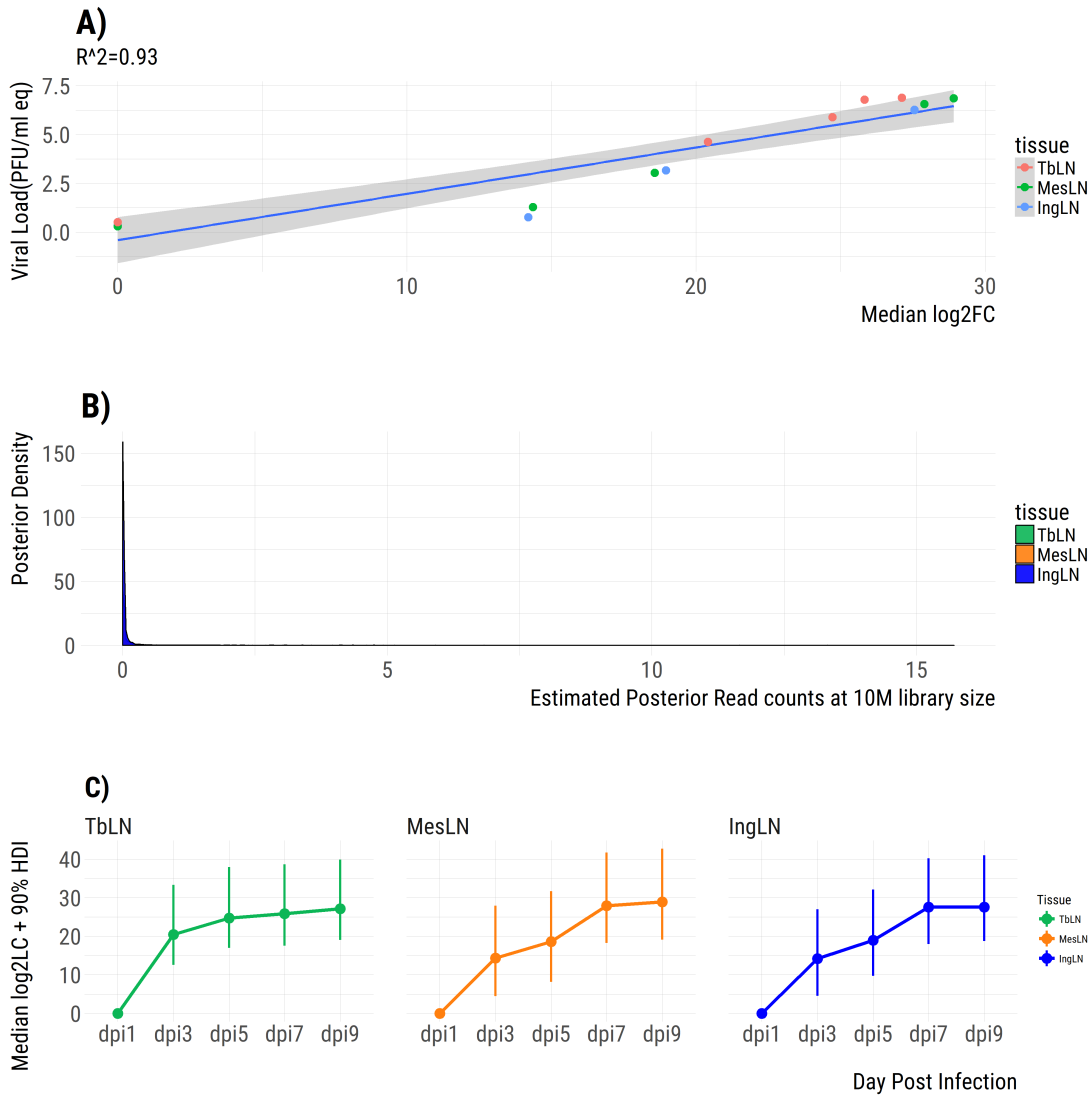 A)
R^2=0.93
Viral Load(PFU/ml eq)
7.5
5.0
2.5
0.0
0 10 20 30
Median log2FC
tissue
TbLN
MesLN
IngLN
B)
Posterior Density
150
100
50
0
0 5 10 15
Estimated Posterior Read counts at 10M library size
tissue
TbLN
MesLN
IngLN
C)
TbLN MesLN IngLN
Median log2LC + 90% HDI
40
30
20
10
0
dpi1 dpi3 dpi5 dpi7 dpi9 dpi1 dpi3 dpi5 dpi7 dpi9 dpi1 dpi3 dpi5 dpi7 dpi9
Day Post Infection
Tissue
TbLN
MesLN
IngLN